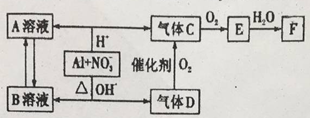 A溶液 气体C O₂ E H₂O F
H⁺
Al+NO₃⁻ 催化剂 O₂
△ OH⁻
B溶液 气体D